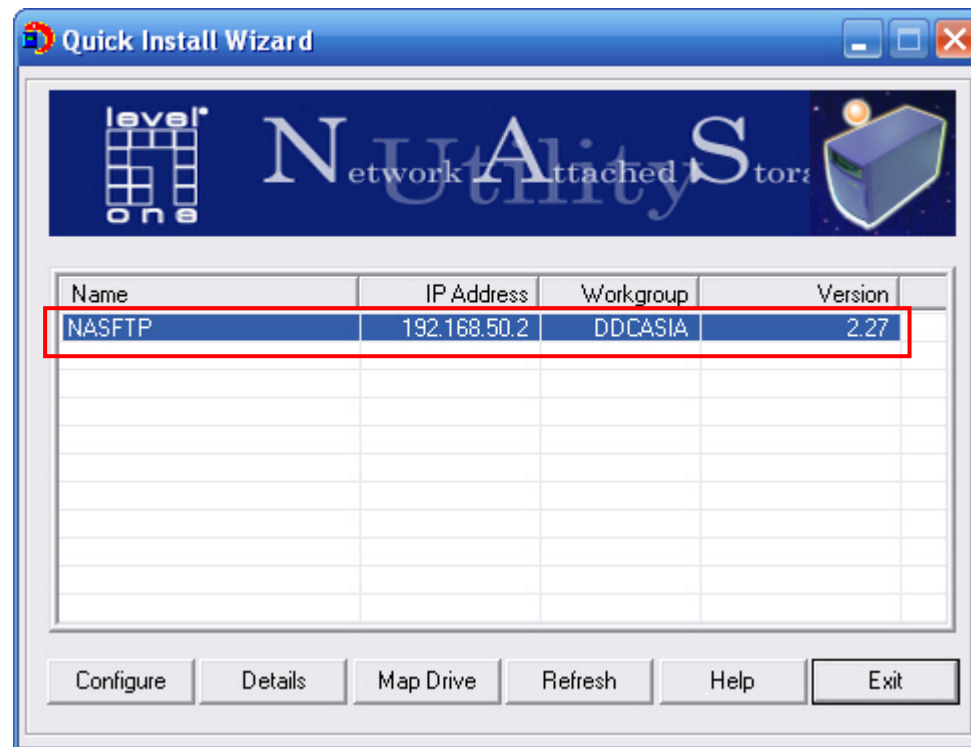 Quick Install Wizard
level one
Network Attached Stora
Utility
Name IP Address Workgroup Version
NASFTP 192.168.50.2 DDCASIA 2.27
Configure Details Map Drive Refresh Help Exit